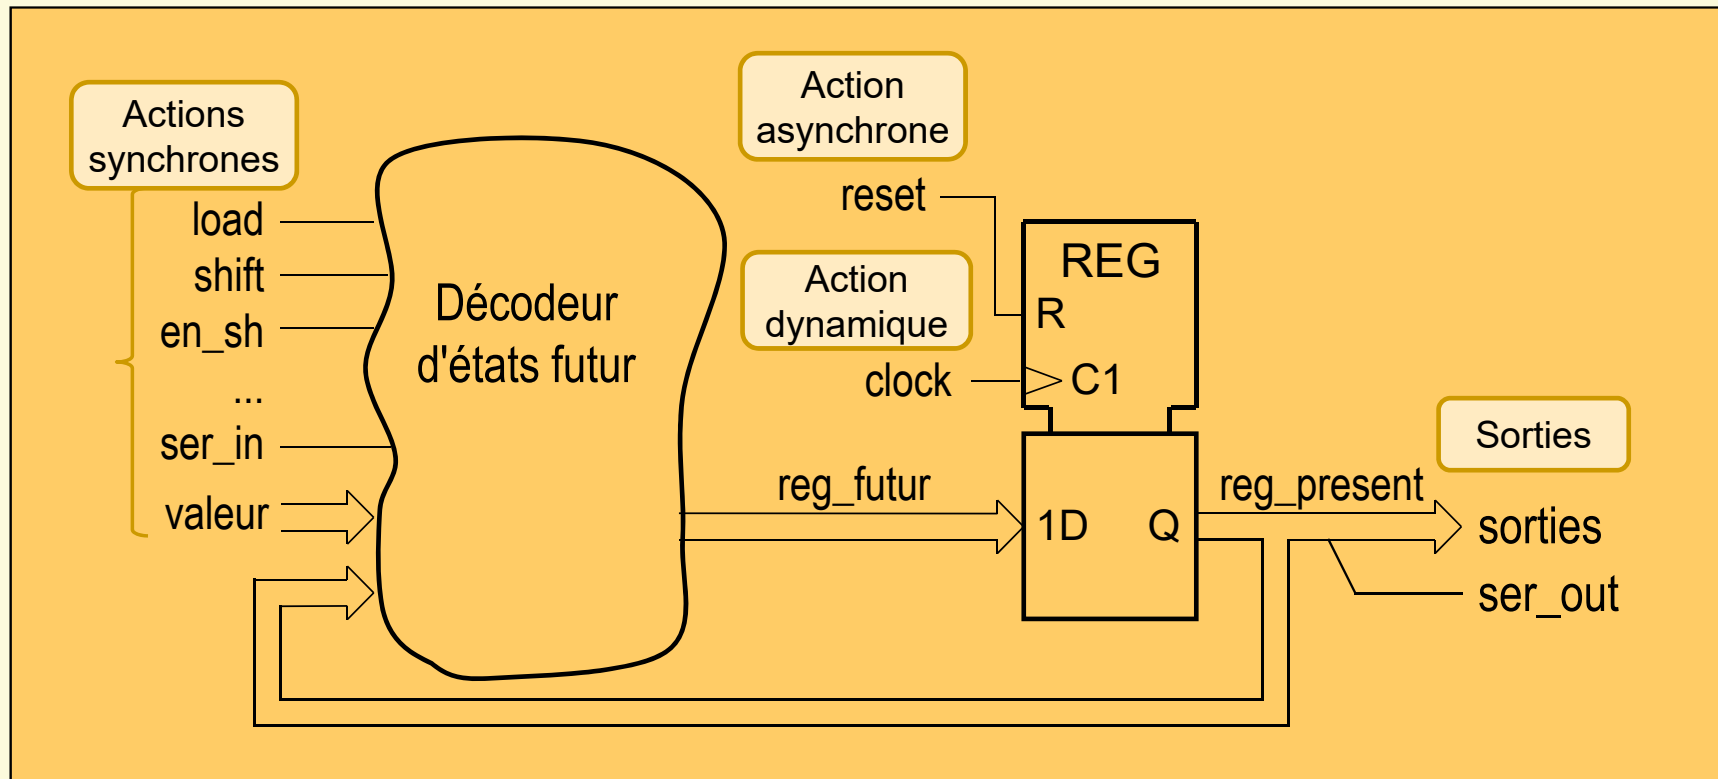 Actions
synchrones
load
shift
en_sh
...
ser_in
valeur
Décodeur
d'états futur
Action
asynchrone
reset
Action
dynamique
clock
REG
R
C1
reg_futur
1D
Q
reg_present
Sorties
sorties
ser_out